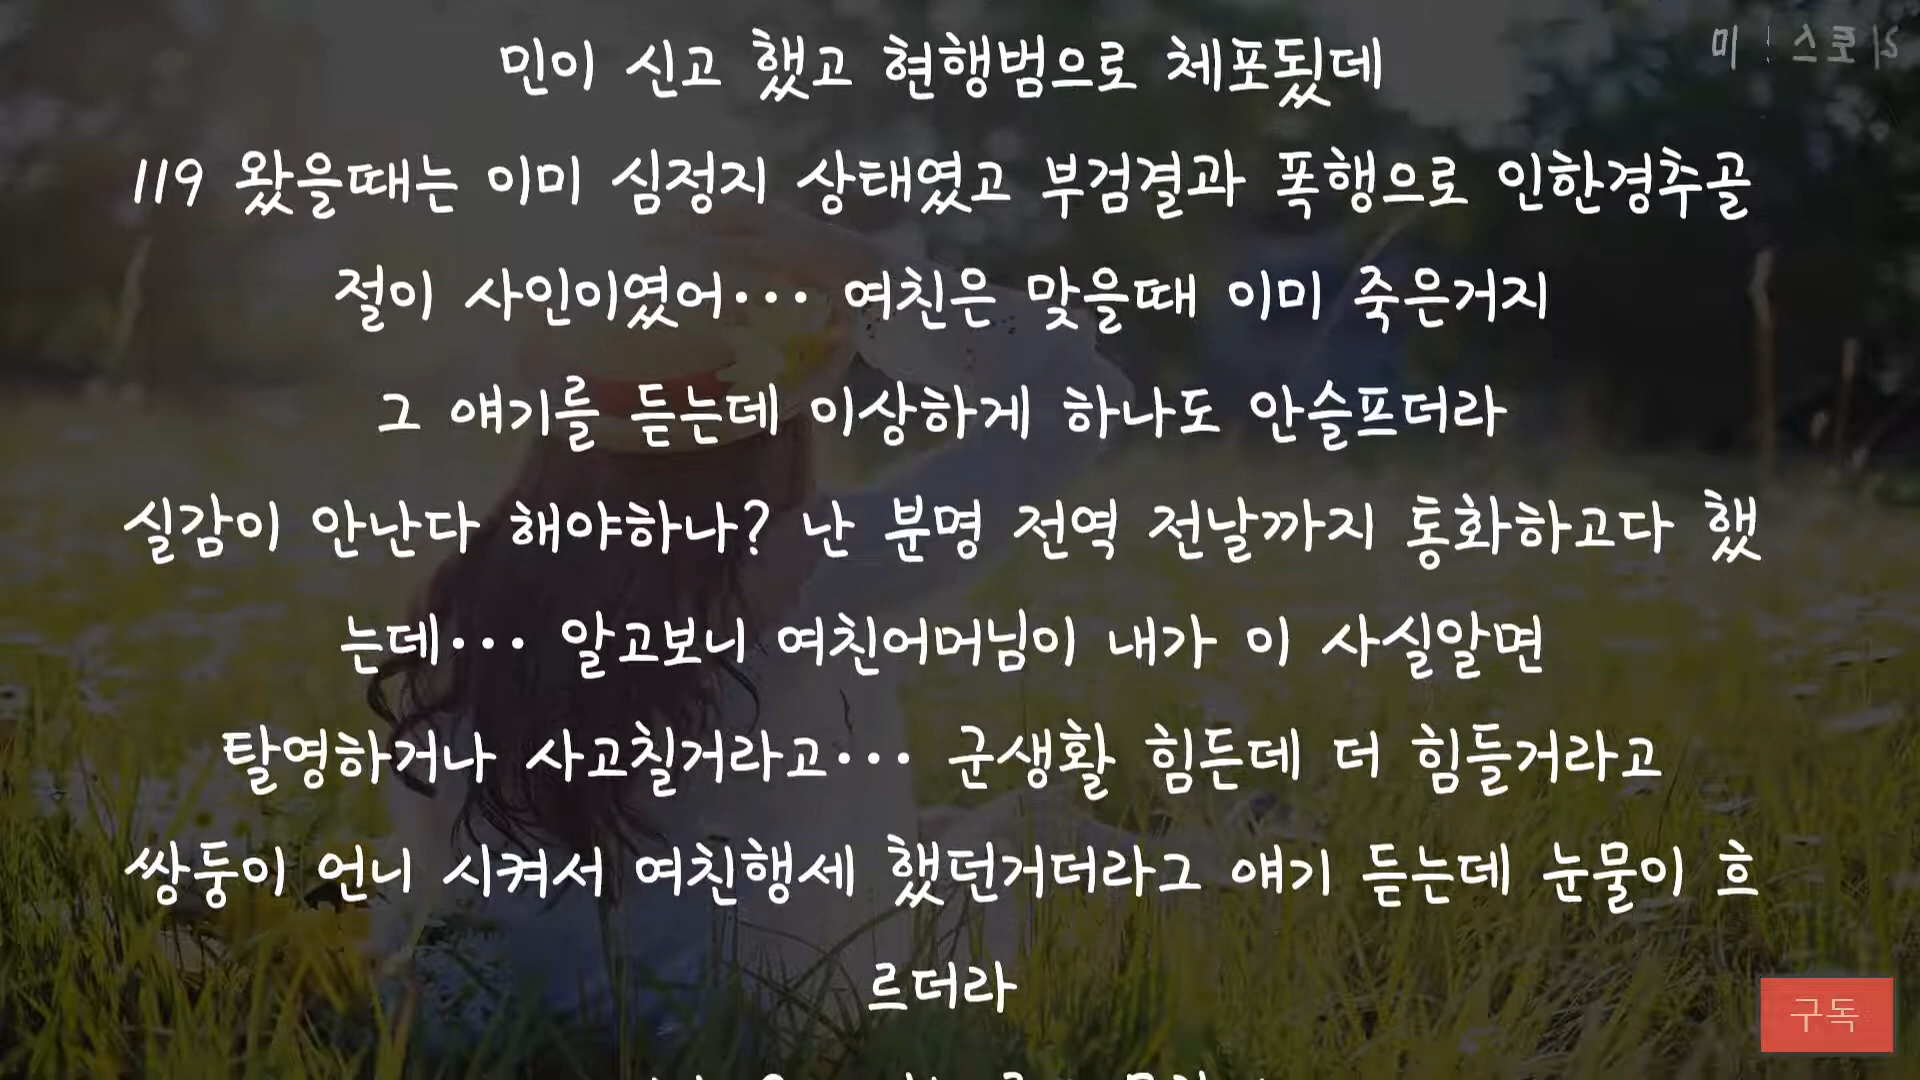 민이 신고 했고 현행범으로 체포됬데
119 왔을때는 이미 심정지 상태였고 부검결과 폭행으로 인한경추골
절이 사인이였어··· 여친은 맞을때 이미 죽은거지
그 얘기를 듣는데 이상하게 하나도 안슬프더라
실감이 안난다 해야하나? 난 분명 전역 전날까지 통화하고다 했
는데··· 알고보니 여친어머님이 내가 이 사실알면
탈영하거나 사고칠거라고··· 군생활 힘든데 더 힘들거라고
쌍둥이 언니 시켜서 여친행세 했던거더라그 얘기 듣는데 눈물이 흐
르더라
구독